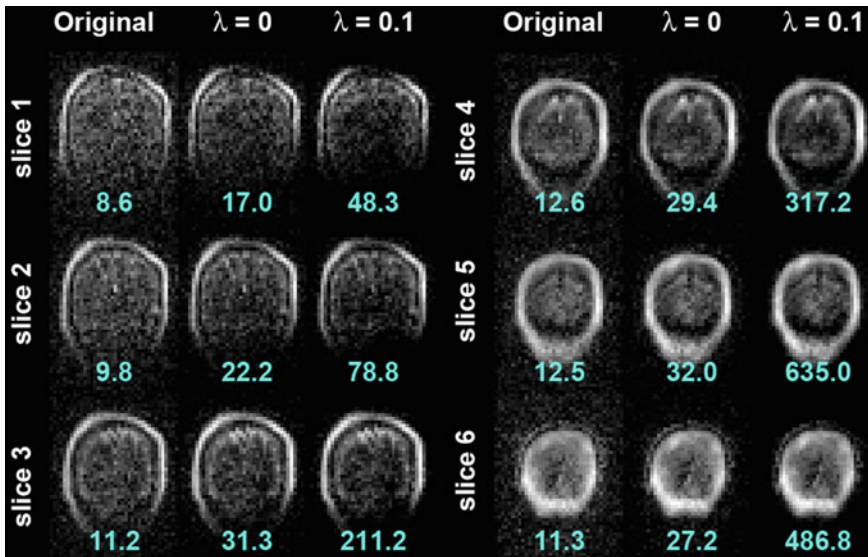 Original λ = 0 λ = 0.1 Original λ = 0 λ = 0.1
slice 1
8.6 17.0 48.3
slice 4
12.6 29.4 317.2
slice 2
9.8 22.2 78.8
slice 5
12.5 32.0 635.0
slice 3
11.2 31.3 211.2
slice 6
11.3 27.2 486.8